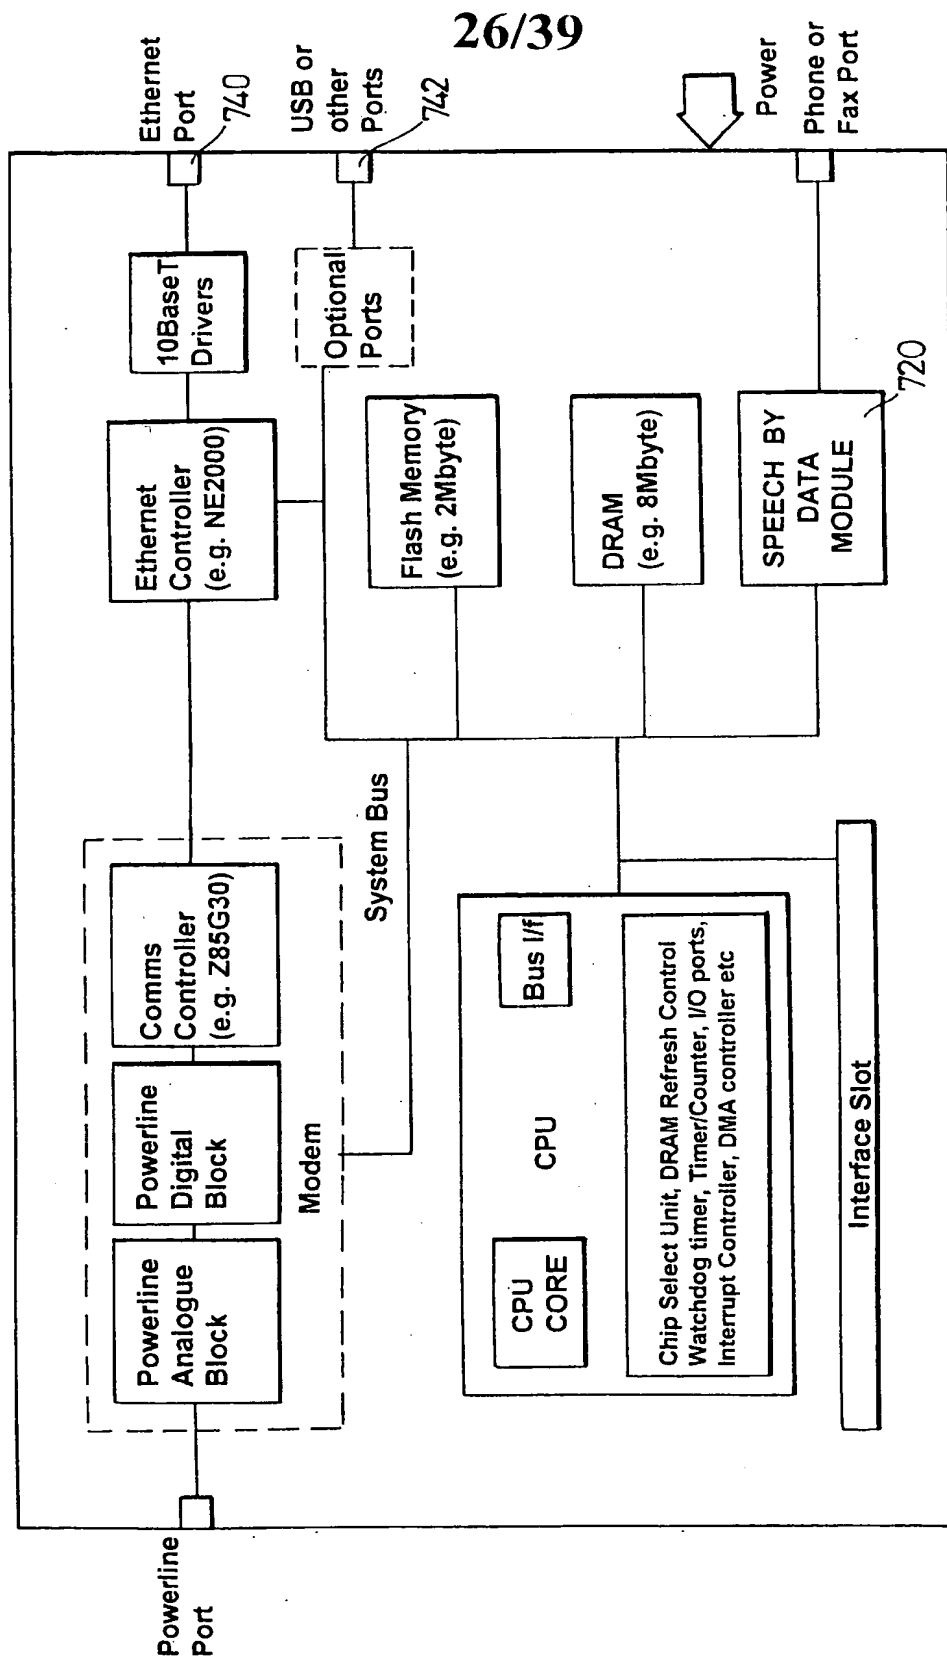 26/39
Powerline
Port
Powerline
Analogue
Block
Powerline
Digital
Block
Comms
Controller
(e.g. Z85G30)
Modem
Ethernet
Controller
(e.g. NE2000)
10BaseT
Drivers
Ethernet
Port
740
USB or
other
Ports
742
Optional
Ports
System Bus
Flash Memory
(e.g. 2Mbyte)
DRAM
(e.g. 8Mbyte)
SPEECH BY
DATA
MODULE
720
Power
Phone or
Fax Port
CPU
CORE
CPU
Bus I/f
Chip Select Unit, DRAM Refresh Control
Watchdog timer, Timer/Counter, I/O ports,
Interrupt Controller, DMA controller etc
Interface Slot